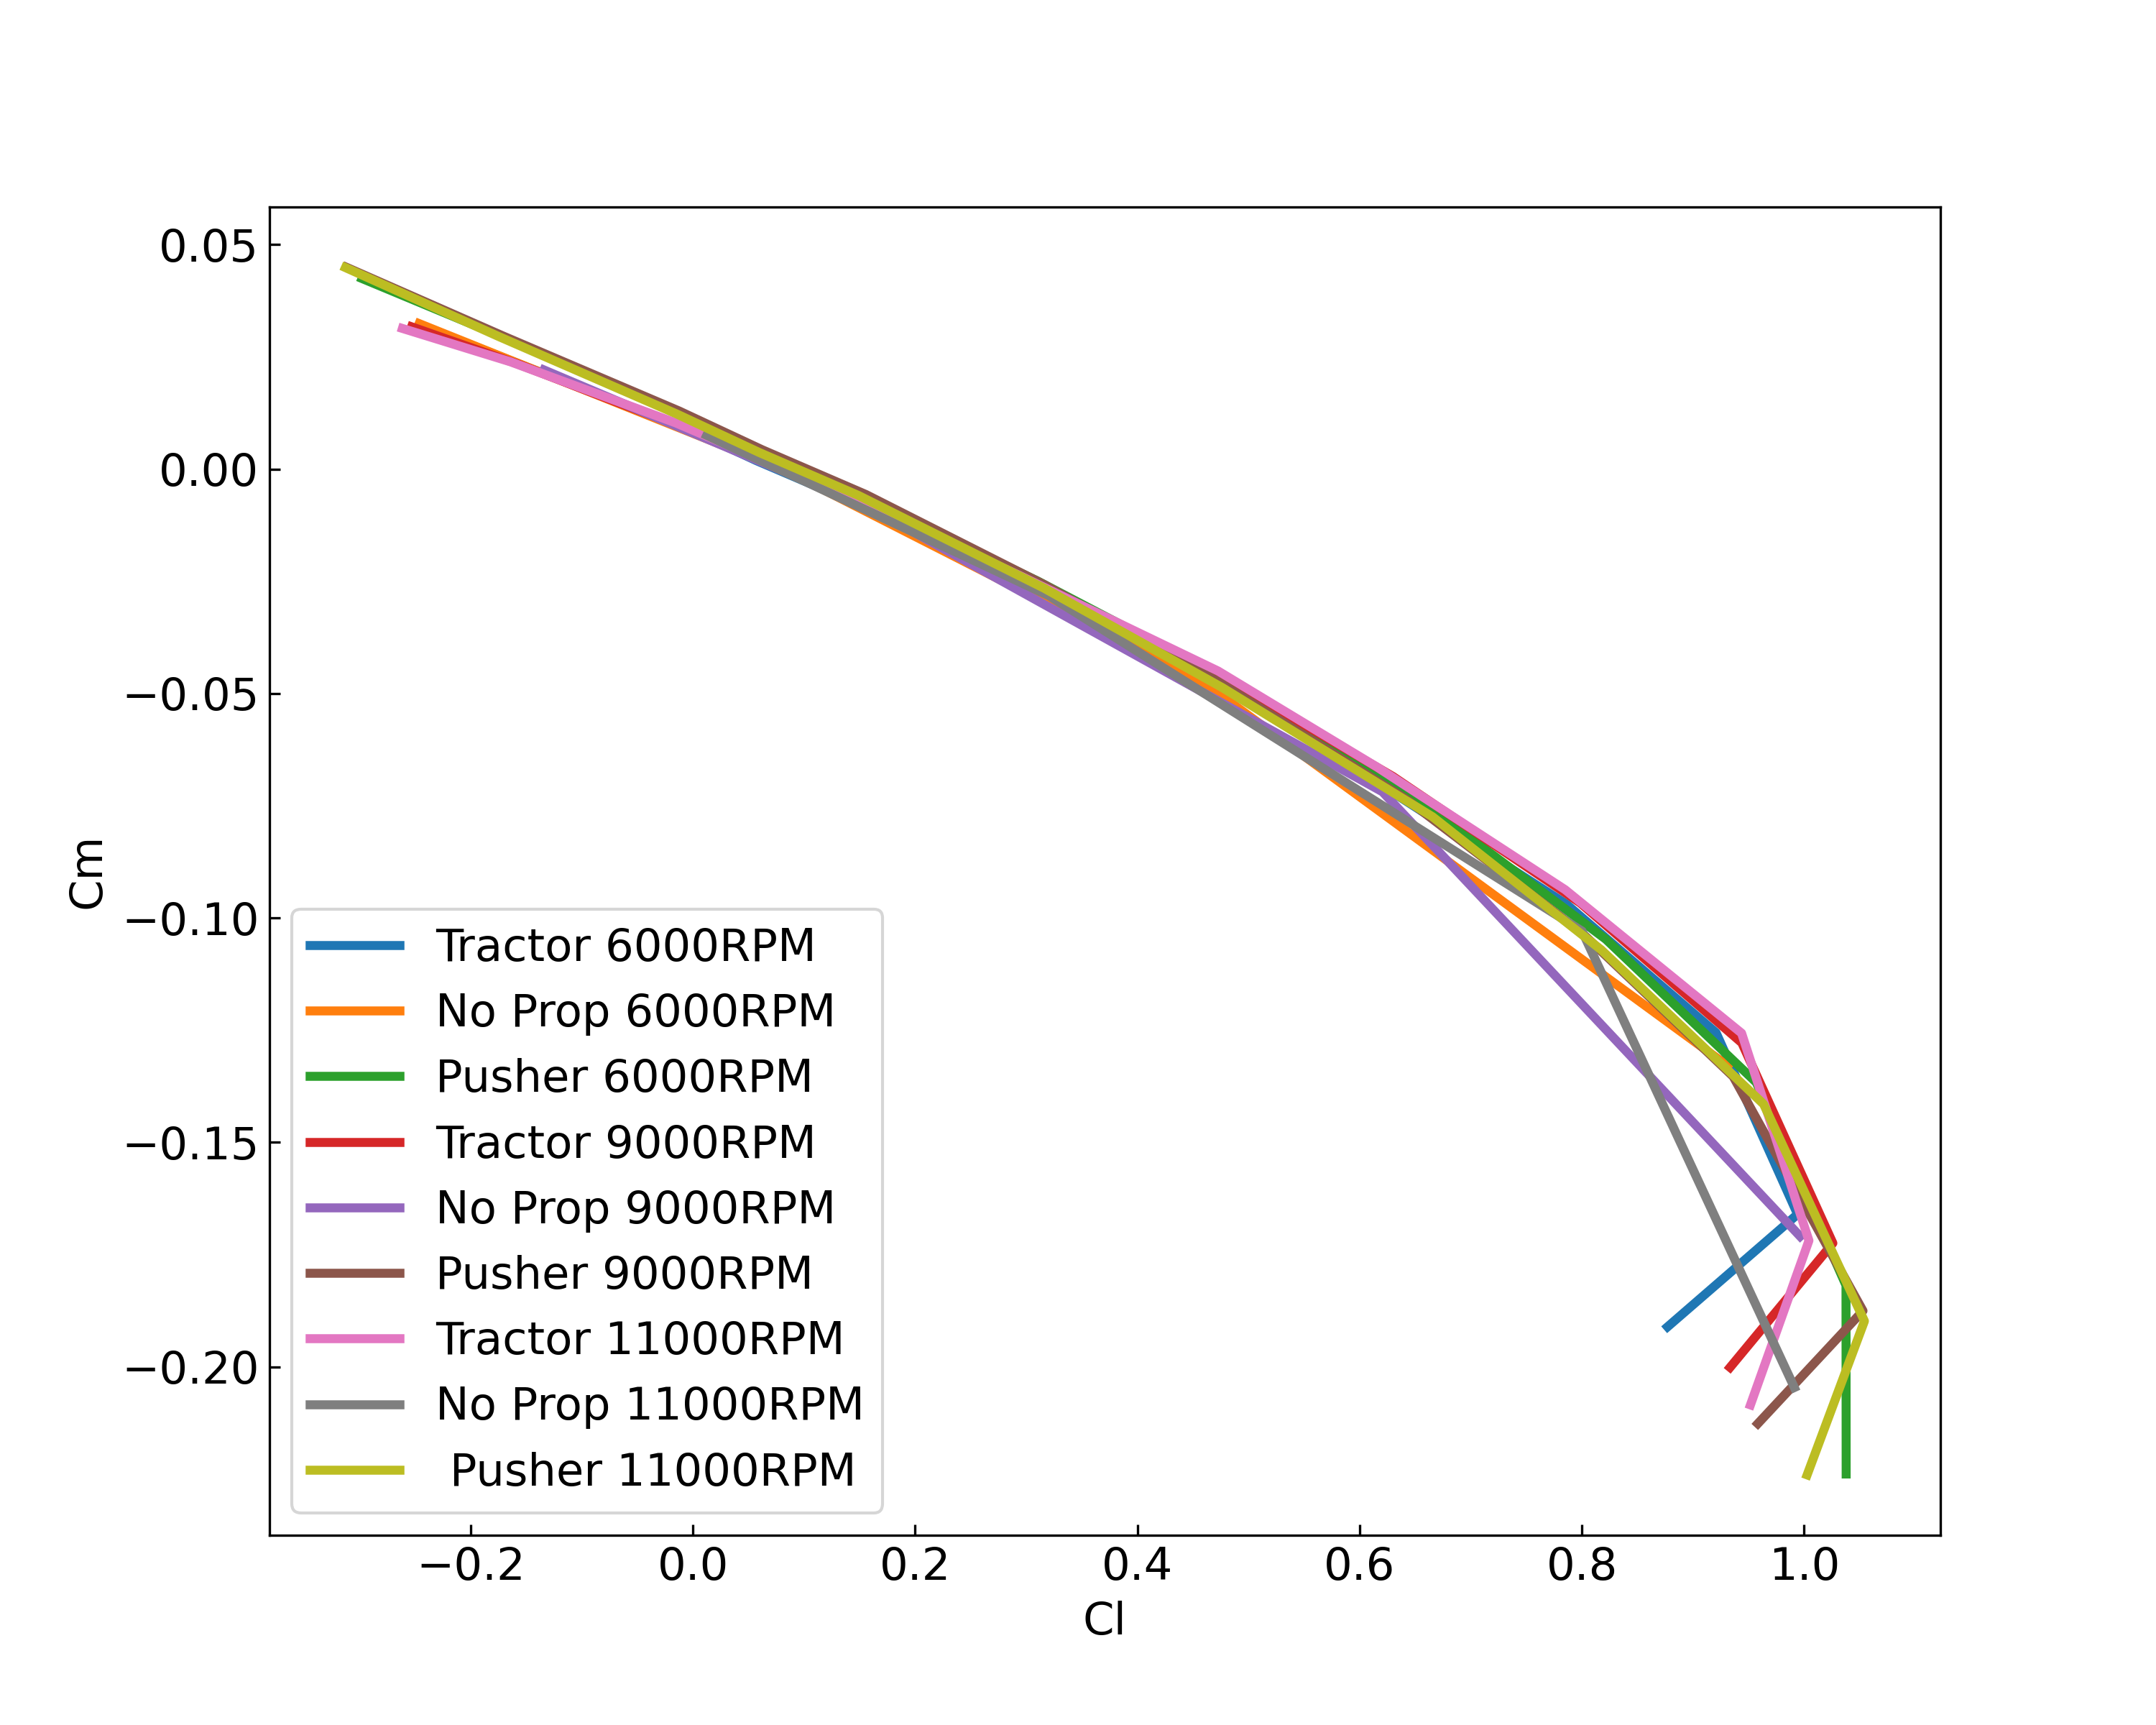 0.05
0.00
−0.05
−0.10
−0.15
−0.20
Cm
Tractor 6000RPM
No Prop 6000RPM
Pusher 6000RPM
Tractor 9000RPM
No Prop 9000RPM
Pusher 9000RPM
Tractor 11000RPM
No Prop 11000RPM
Pusher 11000RPM
−0.2 0.0 0.2 0.4 0.6 0.8 1.0
Cl